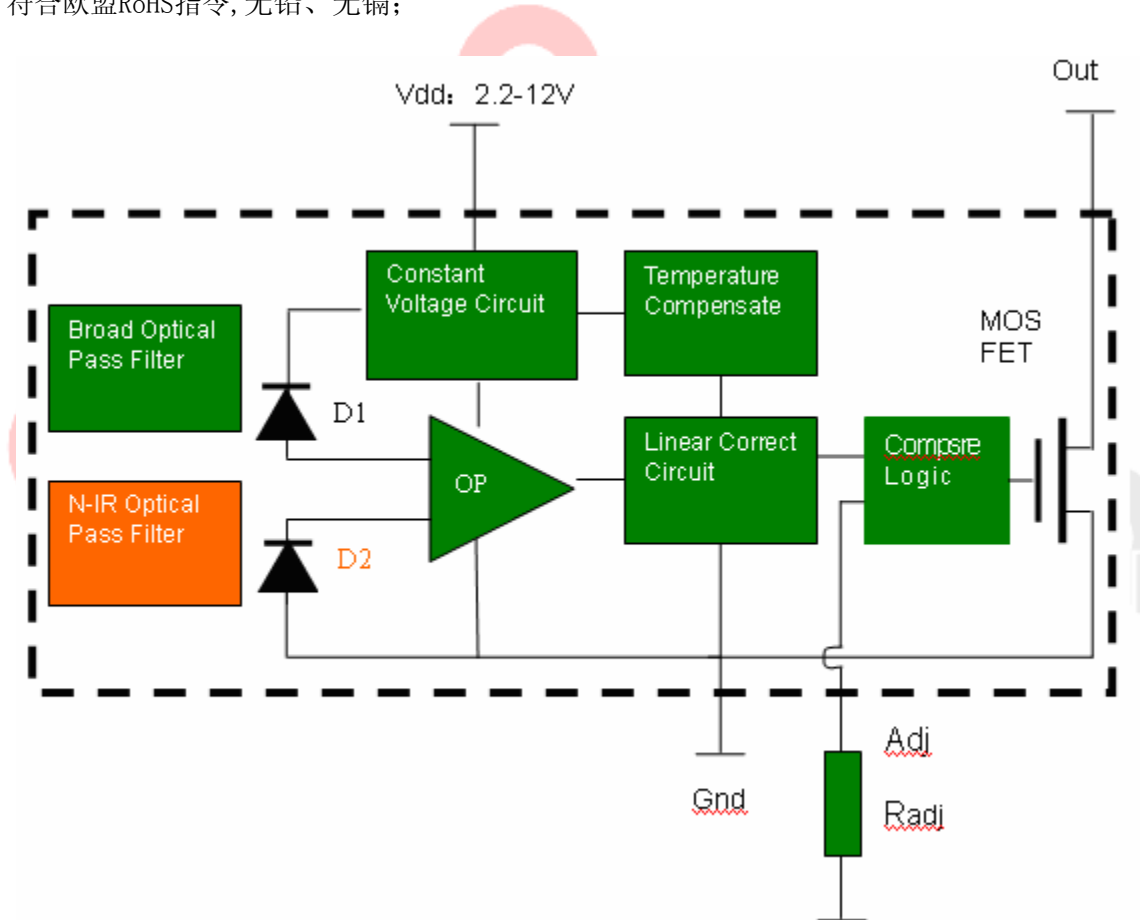 符合欧盟RoHS指令,无铅、无镉；
Vdd：2.2-12V
Out
Constant
Voltage Circuit
Temperature
Compensate
Broad Optical
Pass Filter
MOS
FET
D1
Linear Correct
Circuit
Compsre
Logic
OP
N-IR Optical
Pass Filter
D2
Adj
Gnd
Radj